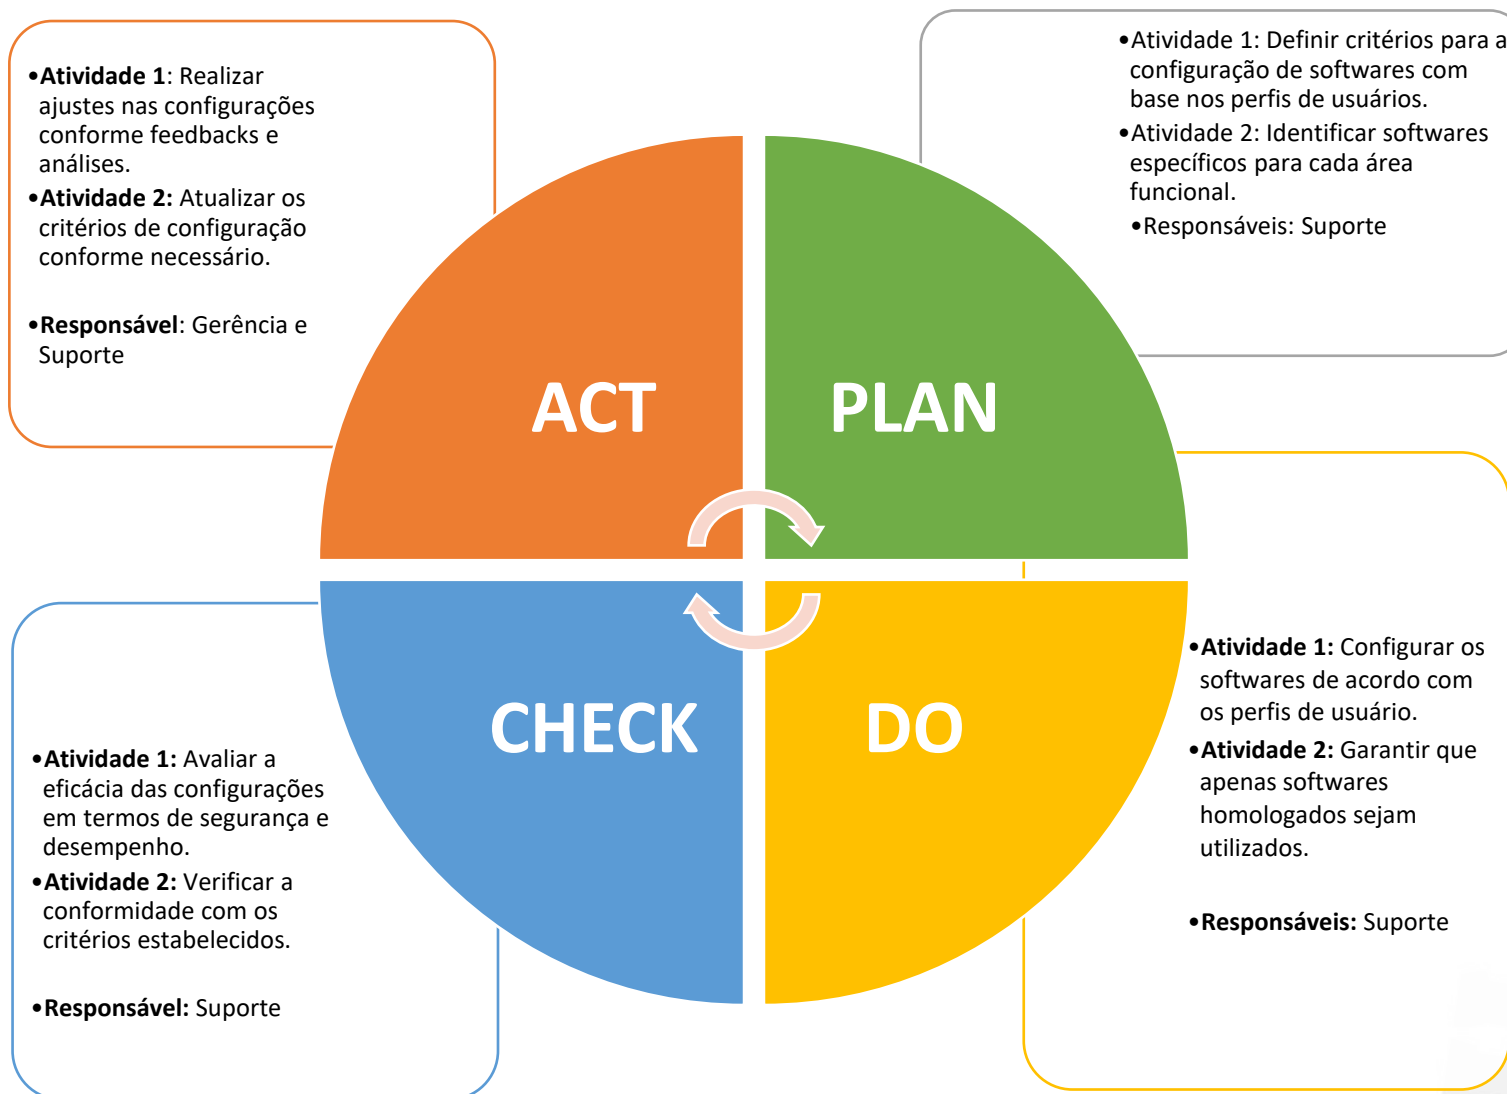 •Atividade 1: Realizar
ajustes nas configurações
conforme feedbacks e
análises.
•Atividade 2: Atualizar os
critérios de configuração
conforme necessário.
•Responsável: Gerência e
Suporte
•Atividade 1: Definir critérios para a
configuração de softwares com
base nos perfis de usuários.
•Atividade 2: Identificar softwares
específicos para cada área
funcional.
•Responsáveis: Suporte
ACT
PLAN
CHECK
DO
•Atividade 1: Avaliar a
eficácia das configurações
em termos de segurança e
desempenho.
•Atividade 2: Verificar a
conformidade com os
critérios estabelecidos.
•Responsável: Suporte
•Atividade 1: Configurar os
softwares de acordo com
os perfis de usuário.
•Atividade 2: Garantir que
apenas softwares
homologados sejam
utilizados.
•Responsáveis: Suporte